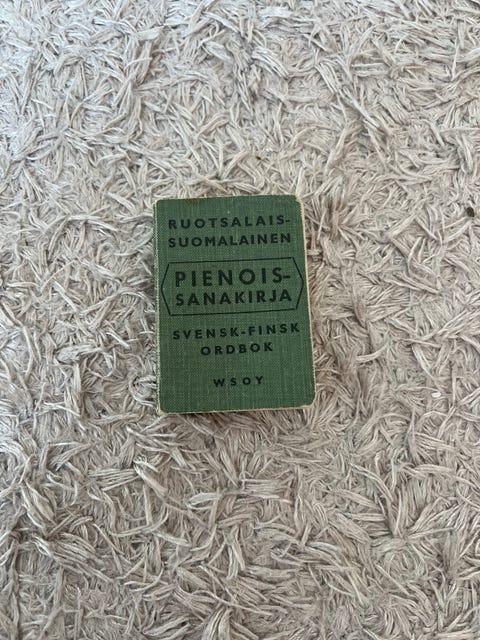 RUOTSALAIS-
SUOMALAINEN
PIENOIS-
SANAKIRJA
SVENSK-FINSK
ORDBOK
WSOY